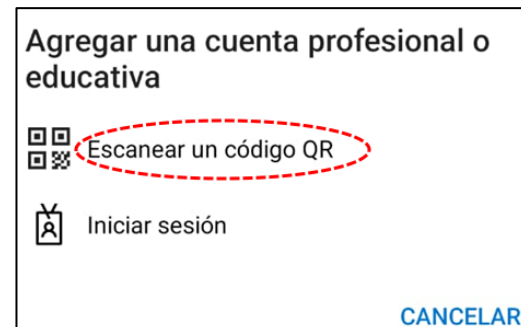 Agregar una cuenta profesional o
educativa
Escanear un código QR
Iniciar sesión
CANCELAR